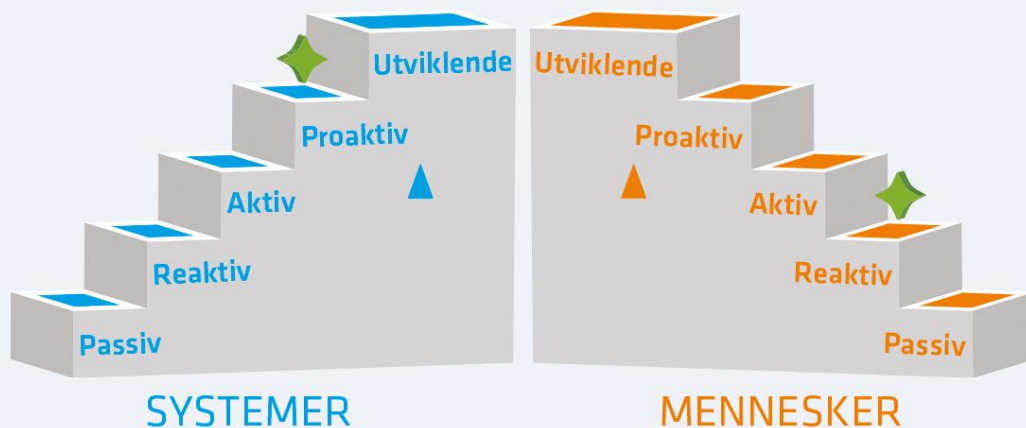 Utviklende
Proaktiv
Aktiv
Reaktiv
Passiv
SYSTEMER
Utviklende
Proaktiv
Aktiv
Reaktiv
Passiv
MENNESKER